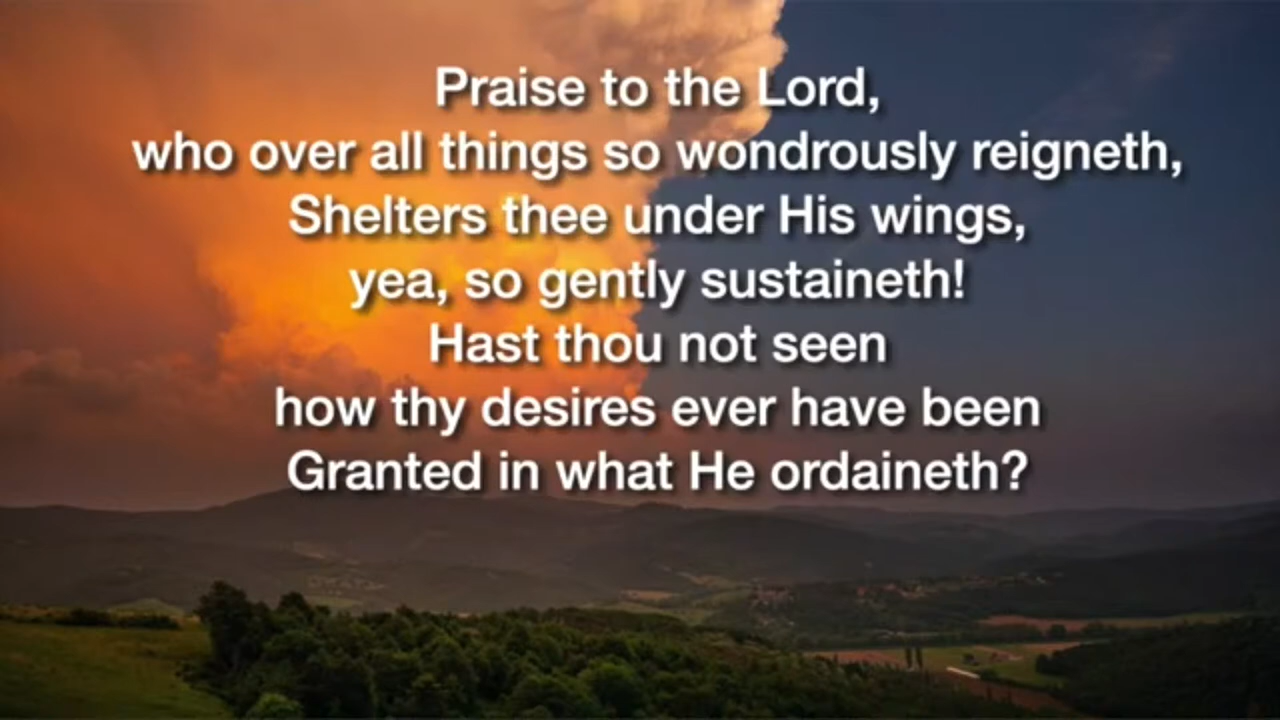 Praise to the Lord,
who over all things so wondrously reigneth,
Shelters thee under His wings,
yea, so gently sustaineth!
Hast thou not seen
how thy desires ever have been
Granted in what He ordaineth?